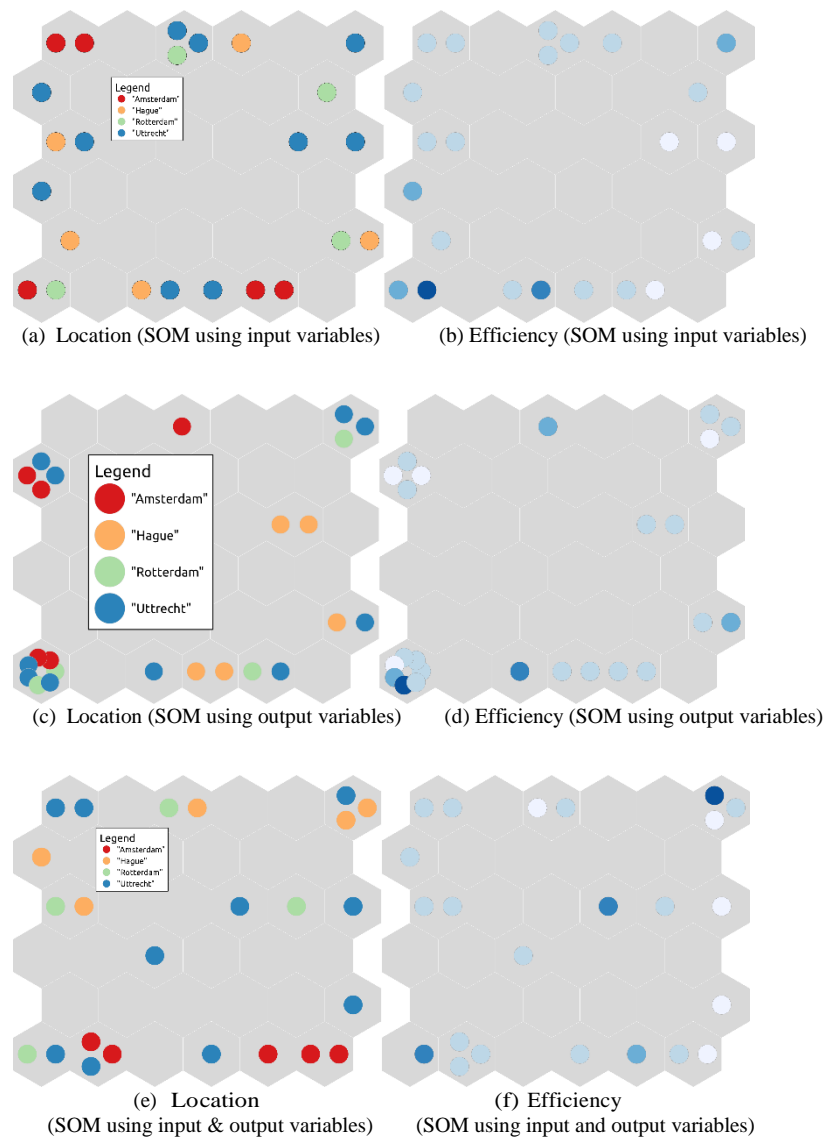 Legend
"Amsterdam"
"Hague"
"Rotterdam"
"Uttrecht"
(a) Location (SOM using input variables)
(b) Efficiency (SOM using input variables)
Legend
"Amsterdam"
"Hague"
"Rotterdam"
"Uttrecht"
(c) Location (SOM using output variables)
(d) Efficiency (SOM using output variables)
Legend
"Amsterdam"
"Hague"
"Rotterdam"
"Uttrecht"
(e) Location
(SOM using input & output variables)
(f) Efficiency
(SOM using input and output variables)